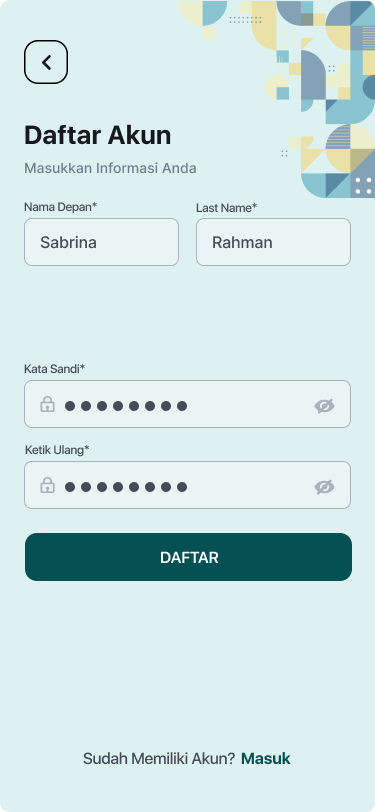 Daftar Akun
Masukkan Informasi Anda
Nama Depan* Last Name*
Sabrina Rahman
Kata Sandi*
Ketik Ulang*
DAFTAR
Sudah Memiliki Akun? Masuk